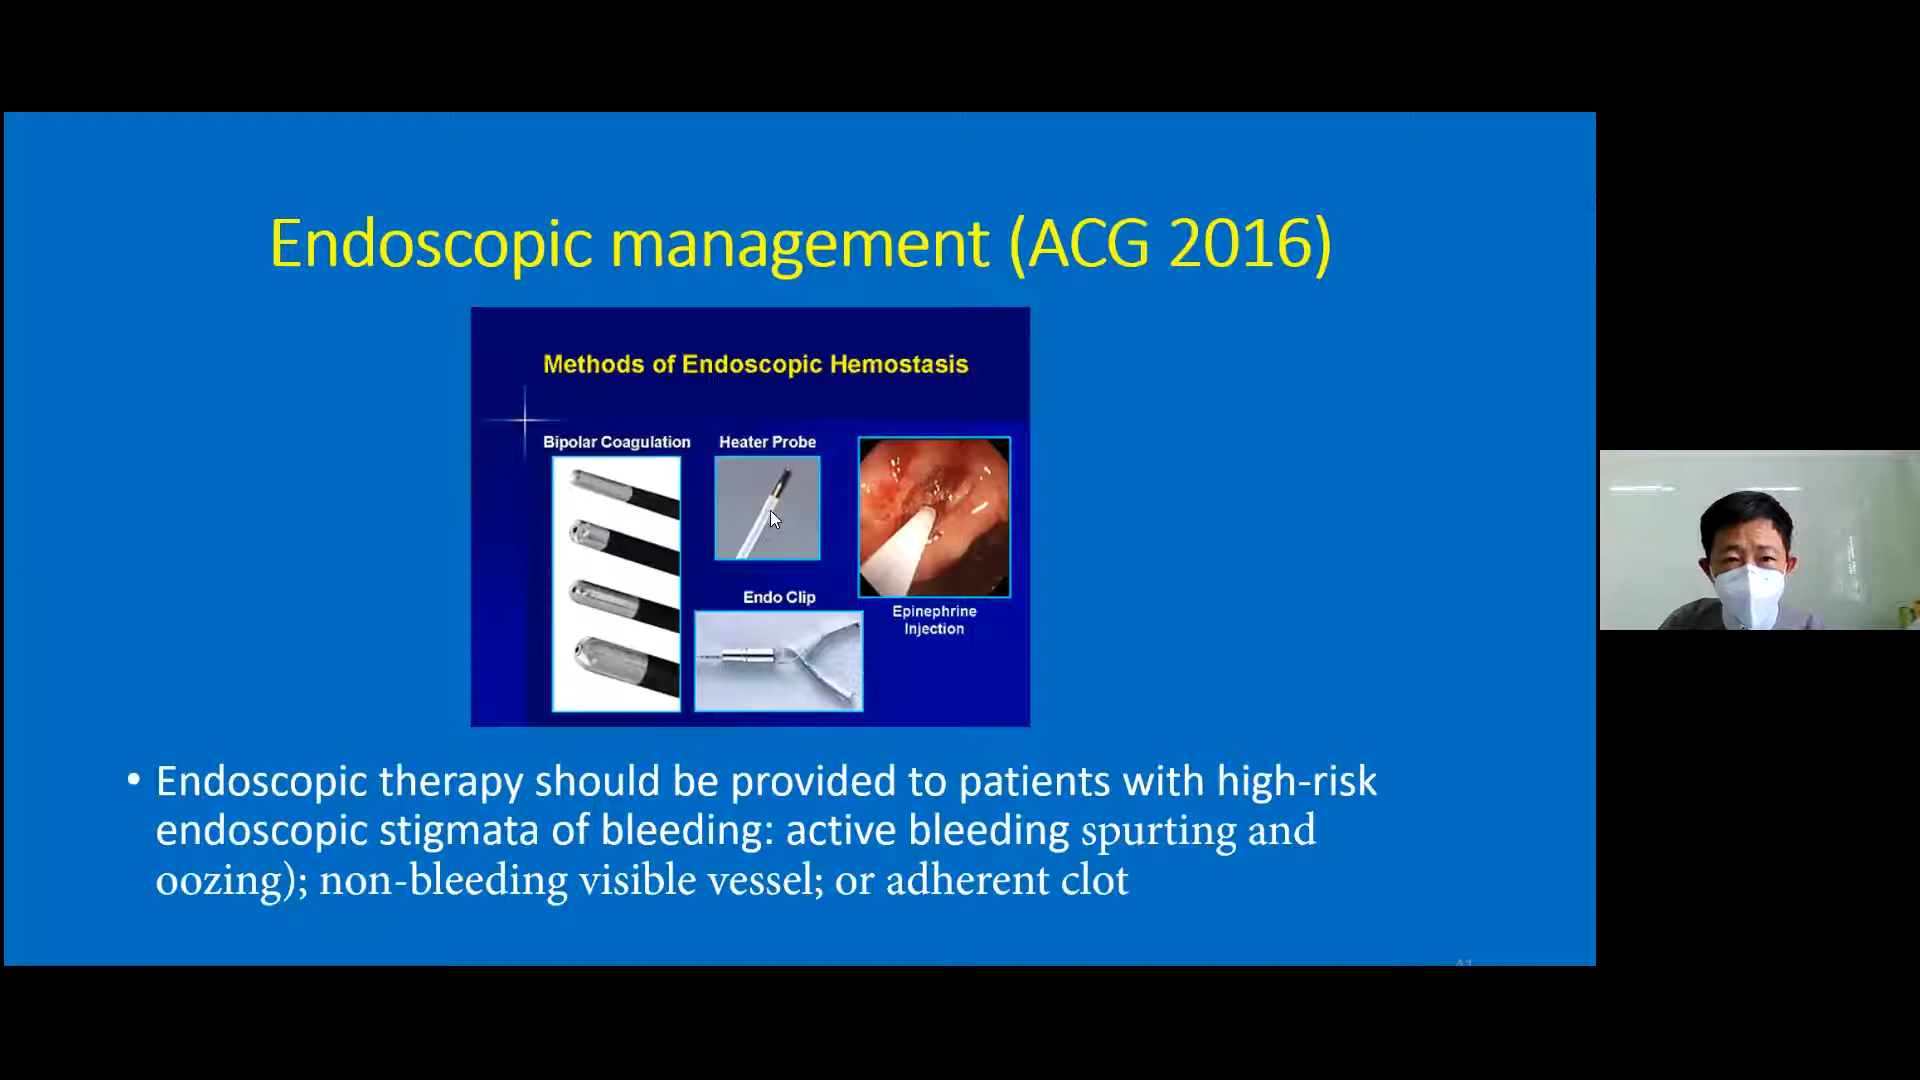 Endoscopic management (ACG 2016)
Methods of Endoscopic Hemostasis
Bipolar Coagulation
Heater Probe
Endo Clip
Epinephrine
Injection
• Endoscopic therapy should be provided to patients with high-risk
endoscopic stigmata of bleeding: active bleeding spurting and
oozing); non-bleeding visible vessel; or adherent clot